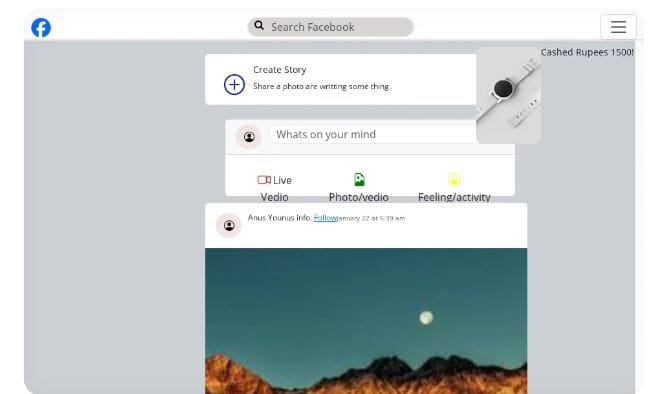 Search Facebook
Cashed Rupees 1500!
Create Story
Share a photo are writting some thing.
Whats on your mind
Live Vedio
Photo/vedio
Feeling/activity
Anus Younus info. Follow january 22 at 5:39 am